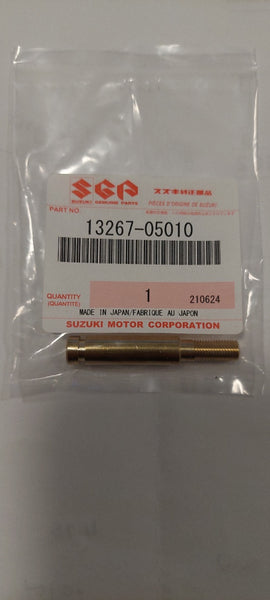 SGP スズキ純正部品
SUZUKI GENUINE PARTS PIÈCES D'ORIGINE DE SUZUKI
PART NO.
13267-05010
QUANTITY
(QUANTITÉ) 1 210624
MADE IN JAPAN/FABRIQUE AU JAPON
SUZUKI MOTOR CORPORATION